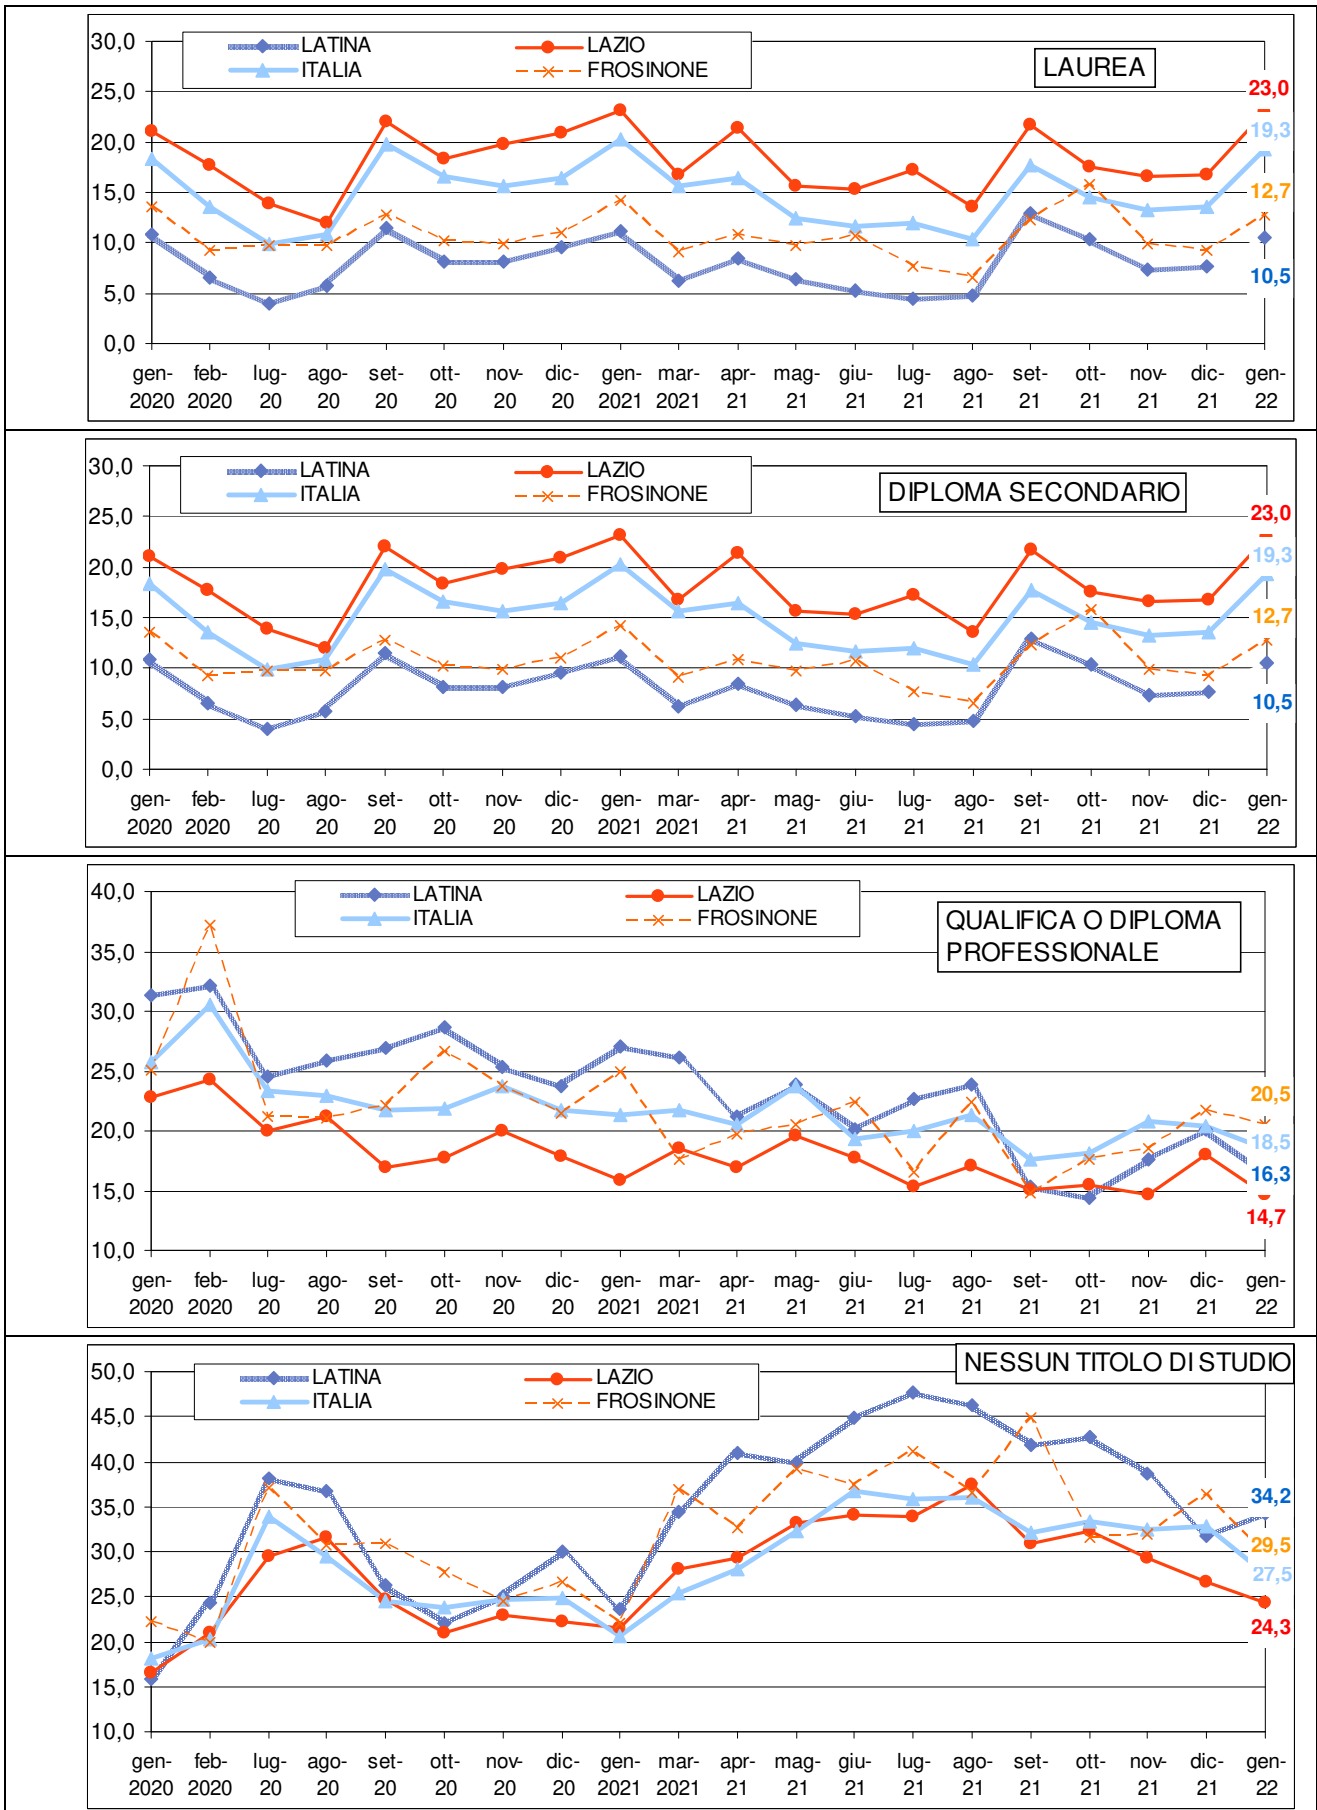 30,0
25,0
20,0
15,0
10,0
5,0
0,0
LATINA
LAZIO
ITALIA
FROSINONE
LAUREA
23,0
19,3
12,7
10,5
gen- feb- lug- ago- set- ott- nov- dic- gen- mar- apr- mag- giu- lug- ago- set- ott- nov- dic- gen-
2020 2020 20 20 20 20 20 20 2021 2021 21 21 21 21 21 21 21 21 21 22
30,0
25,0
20,0
15,0
10,0
5,0
0,0
LATINA
LAZIO
ITALIA
FROSINONE
DIPLOMA SECONDARIO
23,0
19,3
12,7
10,5
gen- feb- lug- ago- set- ott- nov- dic- gen- mar- apr- mag- giu- lug- ago- set- ott- nov- dic- gen-
2020 2020 20 20 20 20 20 20 2021 2021 21 21 21 21 21 21 21 21 21 22
40,0
35,0
30,0
25,0
20,0
15,0
10,0
LATINA
LAZIO
ITALIA
FROSINONE
QUALIFICA O DIPLOMA
PROFESSIONALE
20,5
18,5
16,3
14,7
gen- feb- lug- ago- set- ott- nov- dic- gen- mar- apr- mag- giu- lug- ago- set- ott- nov- dic- gen-
2020 2020 20 20 20 20 20 20 2021 2021 21 21 21 21 21 21 21 21 21 22
50,0
45,0
40,0
35,0
30,0
25,0
20,0
15,0
10,0
LATINA
LAZIO
ITALIA
FROSINONE
NESSUN TITOLO DI STUDIO
34,2
29,5
27,5
24,3
gen- feb- lug- ago- set- ott- nov- dic- gen- mar- apr- mag- giu- lug- ago- set- ott- nov- dic- gen-
2020 2020 20 20 20 20 20 20 2021 2021 21 21 21 21 21 21 21 21 21 22